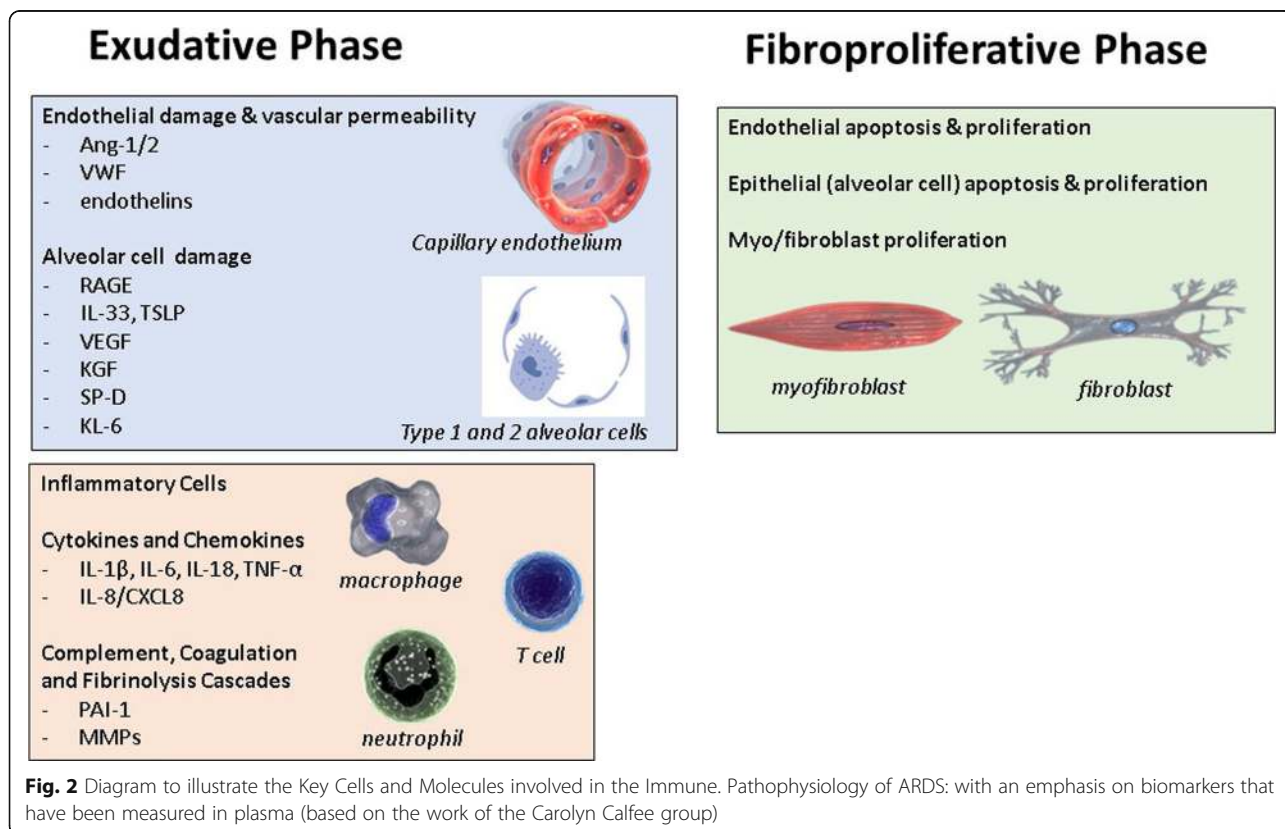 Exudative Phase
Endothelial damage & vascular permeability
- Ang-1/2
- VWF
- endothelins
Capillary endothelium
Alveolar cell damage
- RAGE
- IL-33, TSLP
- VEGF
- KGF
- SP-D
- KL-6
Type 1 and 2 alveolar cells
Inflammatory Cells
Cytokines and Chemokines
- IL-1β, IL-6, IL-18, TNF-α
- IL-8/CXCL8
macrophage
T cell
Complement, Coagulation
and Fibrinolysis Cascades
- PAI-1
- MMPs
neutrophil
Fibroproliferative Phase
Endothelial apoptosis & proliferation
Epithelial (alveolar cell) apoptosis & proliferation
Myo/fibroblast proliferation
myofibroblast
fibroblast
Fig. 2 Diagram to illustrate the Key Cells and Molecules involved in the Immune. Pathophysiology of ARDS: with an emphasis on biomarkers that
have been measured in plasma (based on the work of the Carolyn Calfee group)